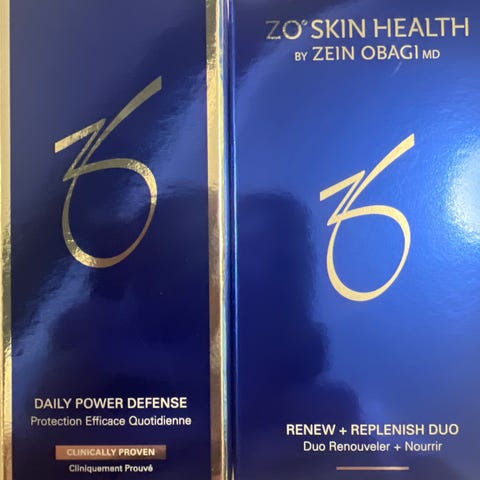 DAILY POWER DEFENSE
Protection Efficace Quotidienne
CLINICALLY PROVEN
Cliniquement Prouvé
ZO® SKIN HEALTH
BY ZEIN OBAGI MD
RENEW + REPLENISH DUO
Duo Renouveler + Nourrir